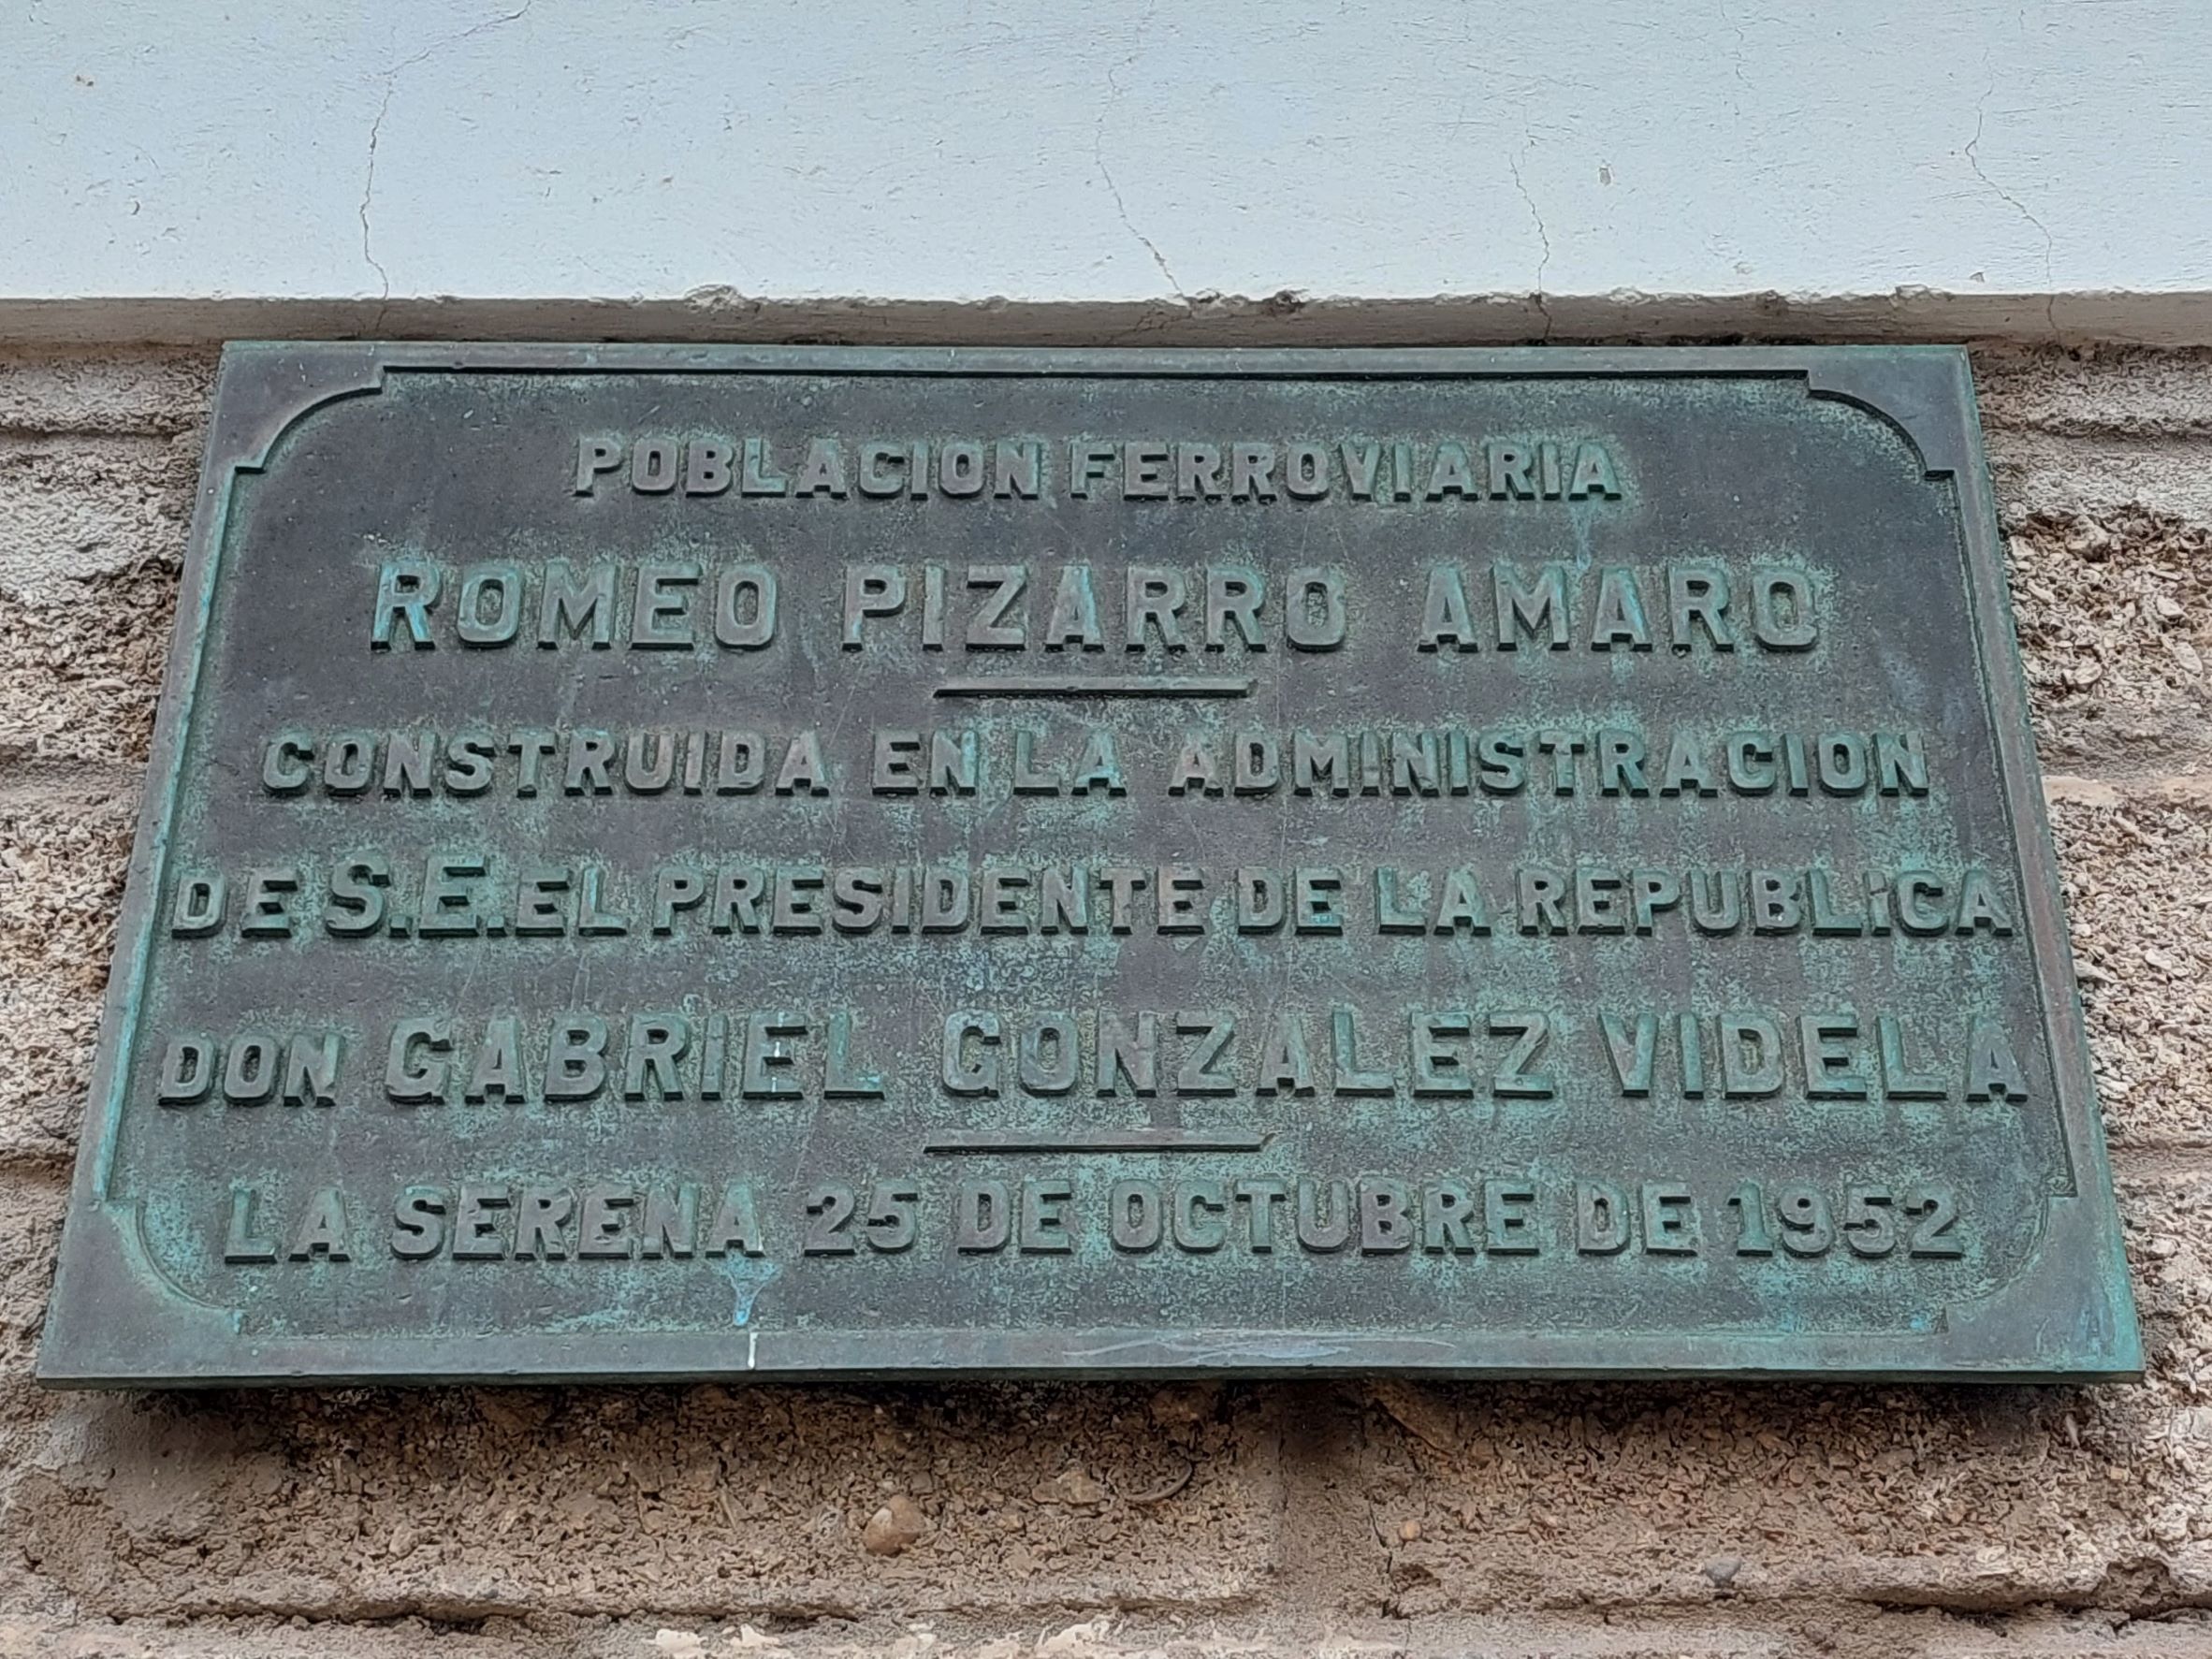 POBLACION FERROVIARIA
ROMEO PIZARRO AMARO
CONSTRUIDA EN LA ADMINISTRACION
DE S.E. EL PRESIDENTE DE LA REPUBLICA
DON GABRIEL GONZALEZ VIDELA
LA SERENA 25 DE OCTUBRE DE 1952